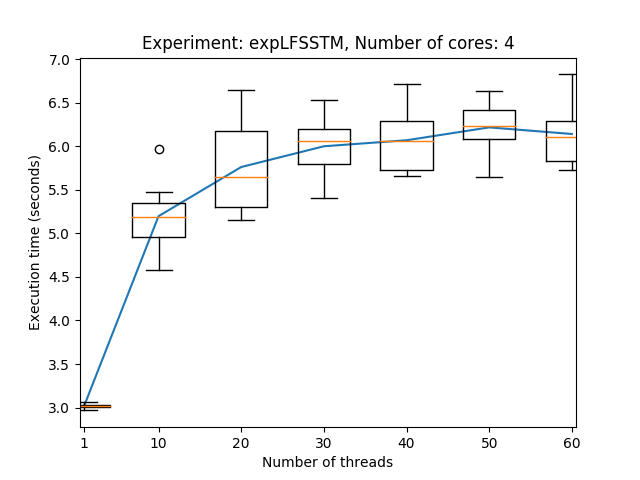 Experiment: expLFSSTM, Number of cores: 4
7.0
6.5
6.0
5.5
5.0
4.5
4.0
3.5
3.0
Execution time (seconds)
1 10 20 30 40 50 60
Number of threads